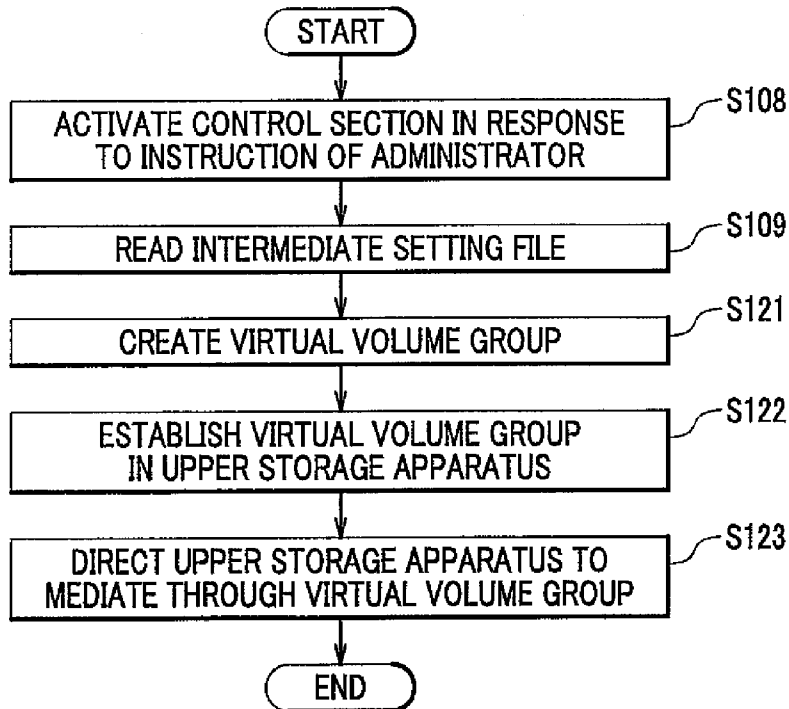 START
ACTIVATE CONTROL SECTION IN RESPONSE
TO INSTRUCTION OF ADMINISTRATOR
S108
READ INTERMEDIATE SETTING FILE
S109
CREATE VIRTUAL VOLUME GROUP
S121
ESTABLISH VIRTUAL VOLUME GROUP
IN UPPER STORAGE APPARATUS
S122
DIRECT UPPER STORAGE APPARATUS TO
MEDIATE THROUGH VIRTUAL VOLUME GROUP
S123
END